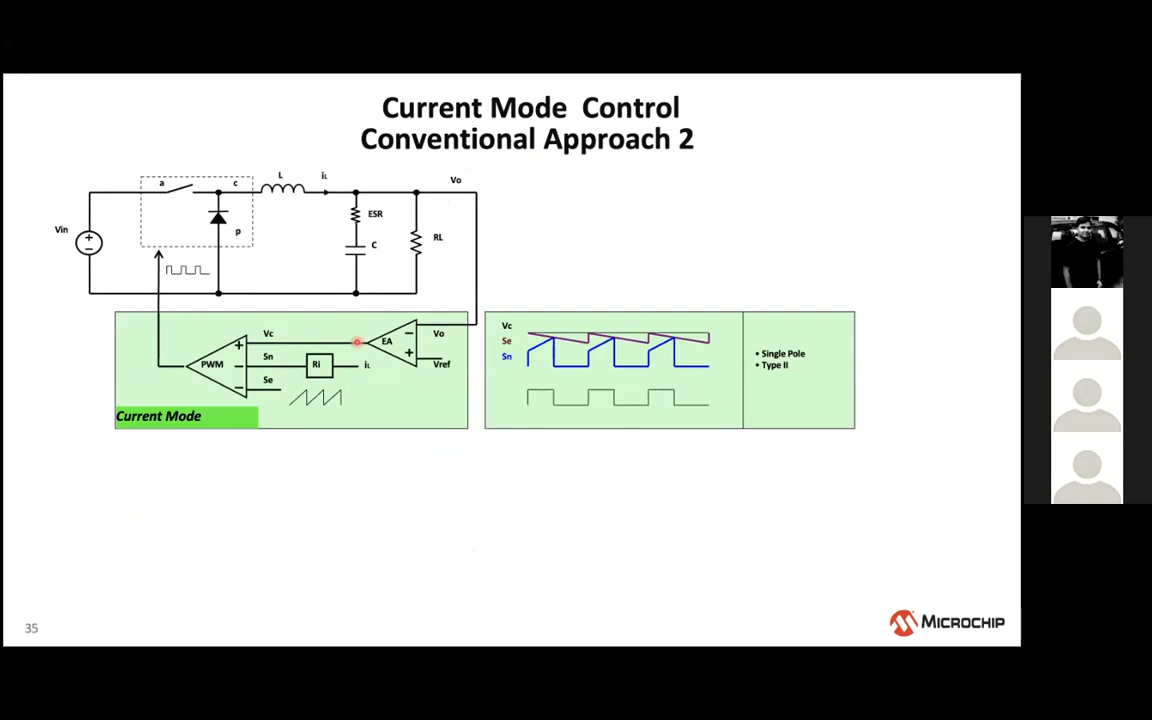 Current Mode Control
Conventional Approach 2
a
c
L
iL
Vo
Vin
p
ESR
C
RL
Vc
EA
Vo
PWM
Sn
Ri
iL
Vref
Se
Current Mode
Vc
Se
Sn
• Single Pole
• Type II
35
MICROCHIP